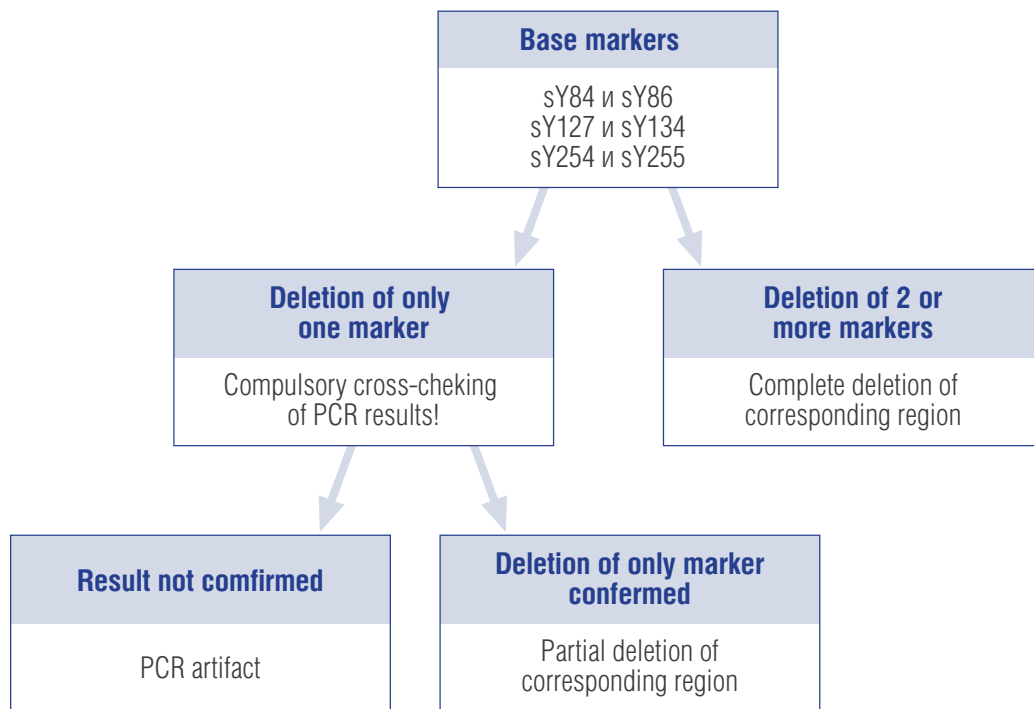 Base markers
sY84 и sY86
sY127 и sY134
sY254 и sY255
Deletion of only
one marker
Compulsory cross-cheking
of PCR results!
Deletion of 2 or
more markers
Complete deletion of
corresponding region
Result not comfirmed
PCR artifact
Deletion of only marker
confermed
Partial deletion of
corresponding region